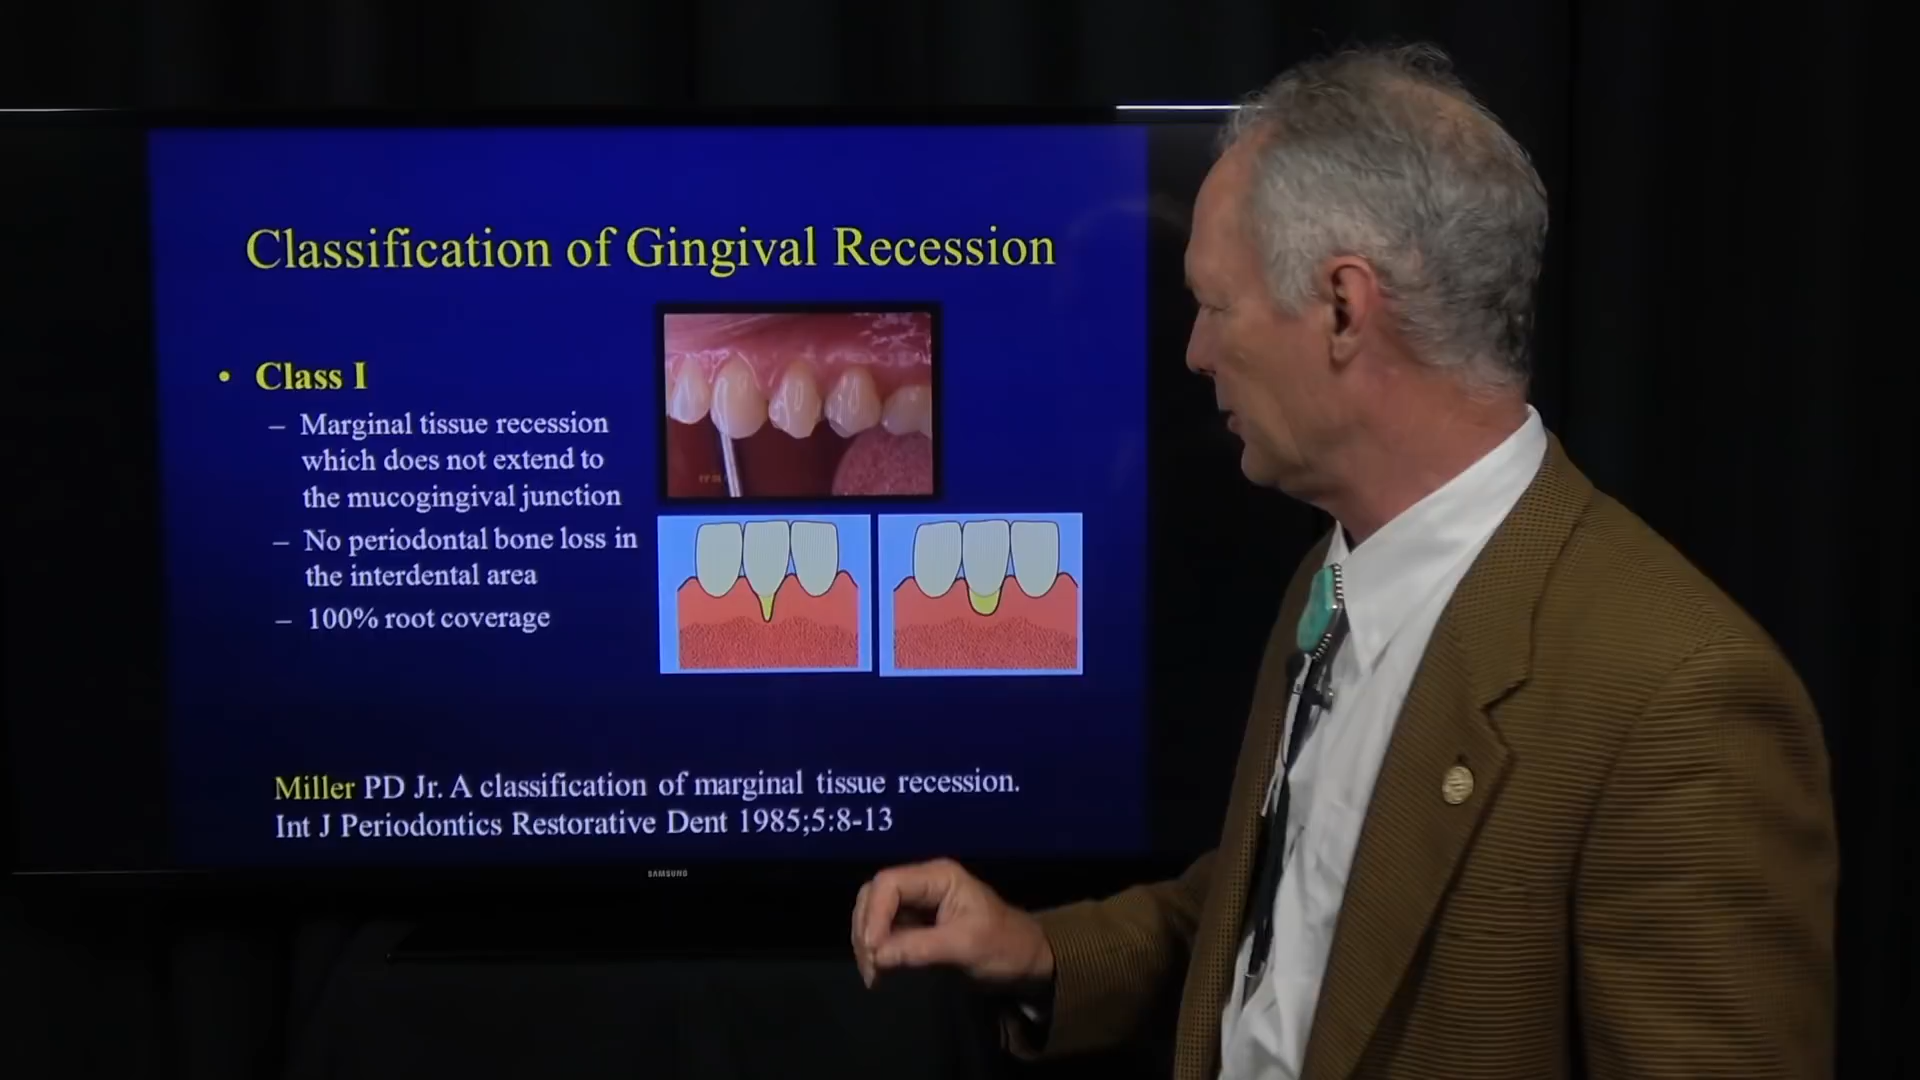 Classification of Gingival Recession
• Class I
– Marginal tissue recession
which does not extend to
the mucogingival junction
– No periodontal bone loss in
the interdental area
– 100% root coverage
Miller PD Jr. A classification of marginal tissue recession.
Int J Periodontics Restorative Dent 1985;5:8-13
SAMSUNG